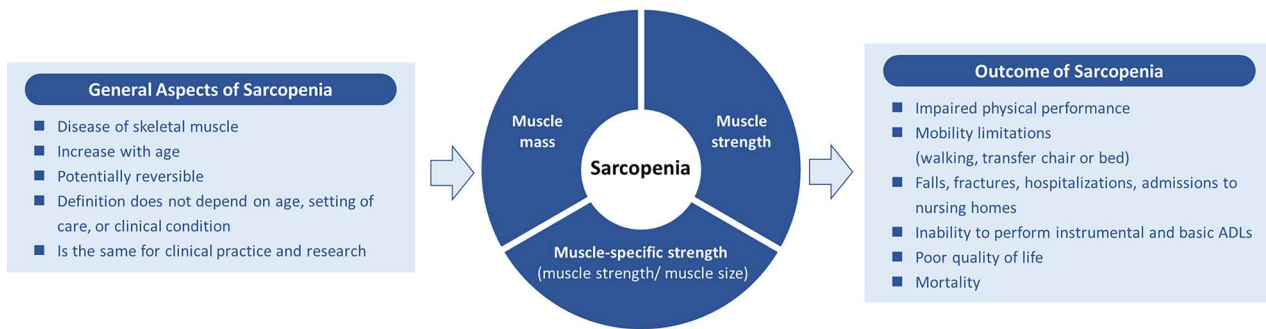 General Aspects of Sarcopenia
Disease of skeletal muscle
Increase with age
Potentially reversible
Definition does not depend on age, setting of
care, or clinical condition
Is the same for clinical practice and research
Muscle
mass
Muscle
strength
Sarcopenia
Muscle-specific strength
(muscle strength/ muscle size)
Outcome of Sarcopenia
Impaired physical performance
Mobility limitations
(walking, transfer chair or bed)
Falls, fractures, hospitalizations, admissions to
nursing homes
Inability to perform instrumental and basic ADLs
Poor quality of life
Mortality